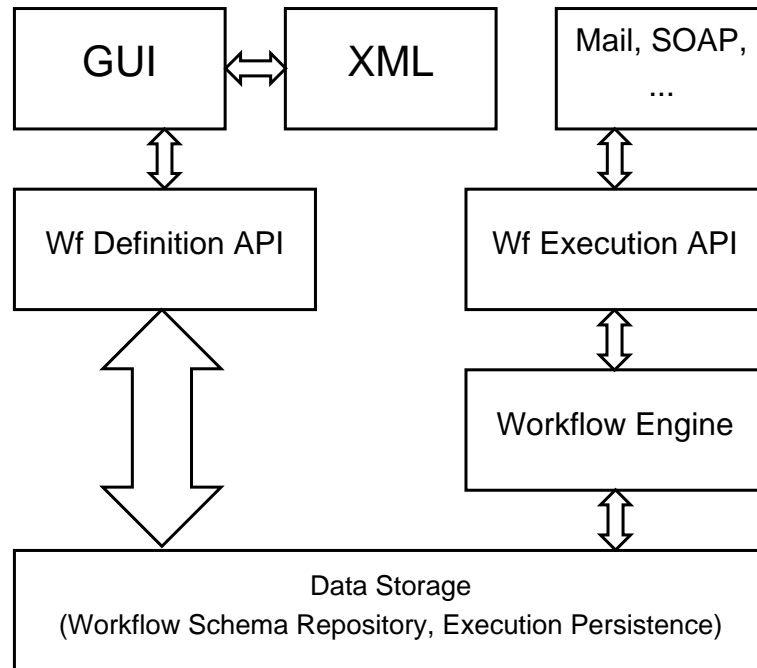 GUI
XML
Mail, SOAP,
...
Wf Definition API
Wf Execution API
Workflow Engine
Data Storage
(Workflow Schema Repository, Execution Persistence)